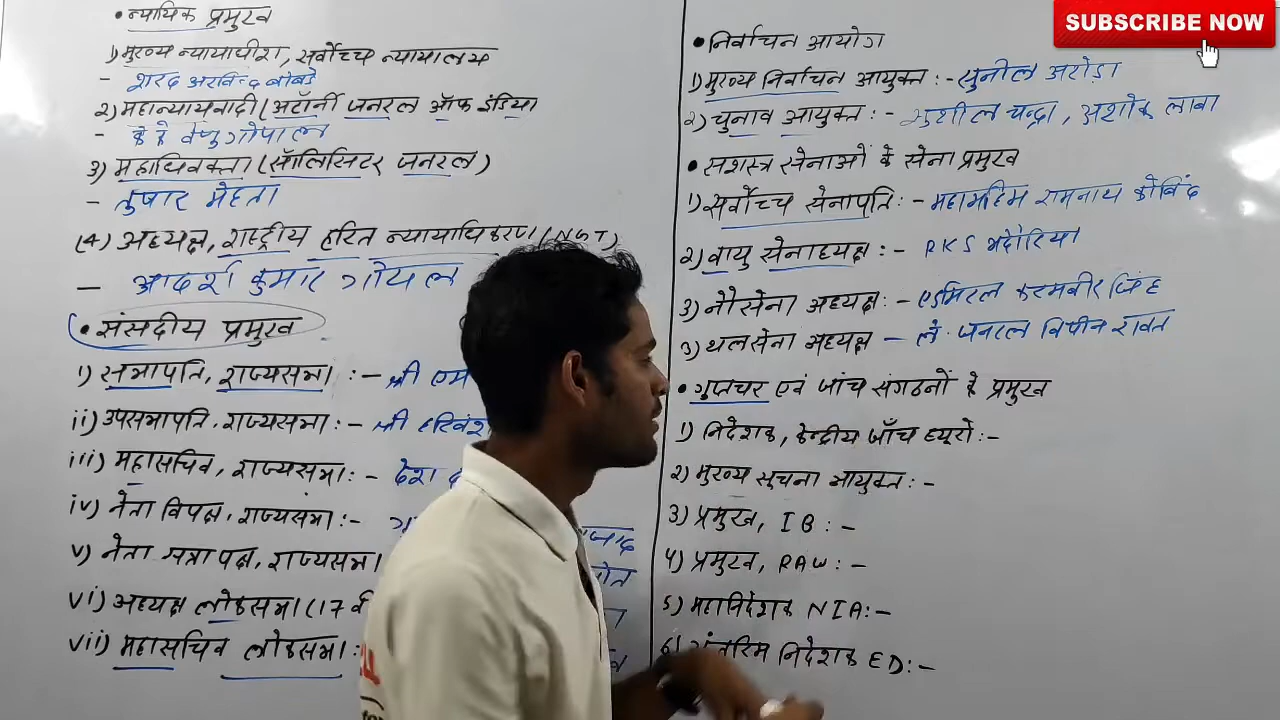 • न्यायिक प्रमुख
1) मुख्य न्यायाधीश, सर्वोच्च न्यायालय
- शरद अरविन्द बोबडे
2) महान्यायवादी (अटॉर्नी जनरल ऑफ इंडिया
- के के वेणुगोपाल
3) महाधिवक्ता (सॉलिसिटर जनरल)
- तुषार मेहता
(4) अध्यक्ष, राष्ट्रीय हरित न्यायाधिकरण (NGT)
- आदर्श कुमार गोयल
• संसदीय प्रमुख
i) सभापति, राज्यसभा :- श्री एम
ii) उपसभापति, राज्यसभा :- श्री हरिवंश
iii) महासचिव, राज्यसभा :- देश
iv) नेता विपक्ष, राज्यसभा :-
v) नेता सत्रा पक्ष, राज्यसभा
vi) अध्यक्ष लोकसभा (17 व
vii) महासचिव लोकसभा :
SUBSCRIBE NOW
• निर्वाचन आयोग
1) मुख्य निर्वाचन आयुक्त :- सुनील अरोड़ा
2) चुनाव आयुक्त :- सुशील चन्द्रा, अशोक लाबा
• सशस्त्र सेनाओं के सेना प्रमुख
1) सर्वोच्च सेनापति :- महामहिम रामनाथ कोविंद
2) वायु सेनाध्यक्ष :- RKS भदौरिया
3) नौसेना अध्यक्ष :- एडमिरल करमबीर सिंह
3) थलसेना अध्यक्ष - ले. जनरल विपीन रावत
• गुप्तचर एवं जांच संगठनों के प्रमुख
1) निदेशक, केन्द्रीय जाँच ब्यूरो :-
2) मुख्य सूचना आयुक्त :-
3) प्रमुख, IB :-
4) प्रमुख, RAW :-
5) महानिदेशक NIA :-
6) अंतरिम निदेशक ED :-